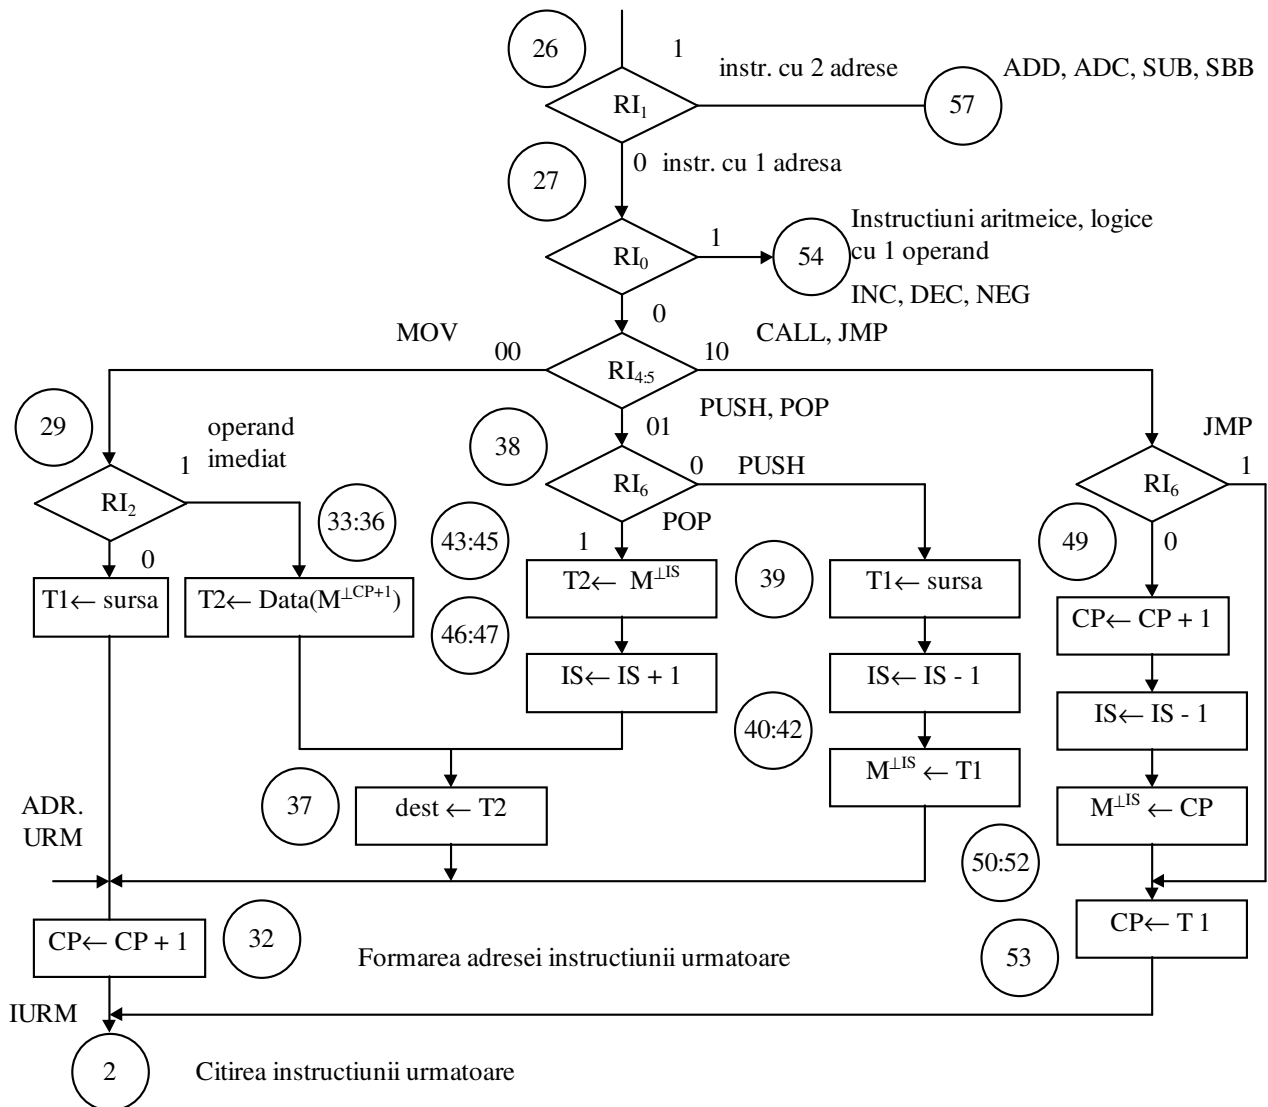 26
1
instr. cu 2 adrese
ADD, ADC, SUB, SBB
RI1
57
0 instr. cu 1 adresa
27
Instructiuni aritmeice, logice
cu 1 operand
1
RI0
54
INC, DEC, NEG
0
MOV
CALL, JMP
00
10
RI4:5
PUSH, POP
29
operand
imediat
01
38
JMP
1
0
PUSH
1
RI2
RI6
RI6
33:36
POP
43:45
49
0
1
0
T1← sursa
T2← Data(M⊥CP+1)
T2← M⊥IS
39
T1← sursa
CP← CP + 1
46:47
IS← IS + 1
IS← IS - 1
IS← IS - 1
40:42
M⊥IS ← T1
ADR.
URM
37
dest ← T2
M⊥IS ← CP
50:52
CP← CP + 1
32
CP← T 1
Formarea adresei instructiunii urmatoare
53
IURM
2
Citirea instructiunii urmatoare